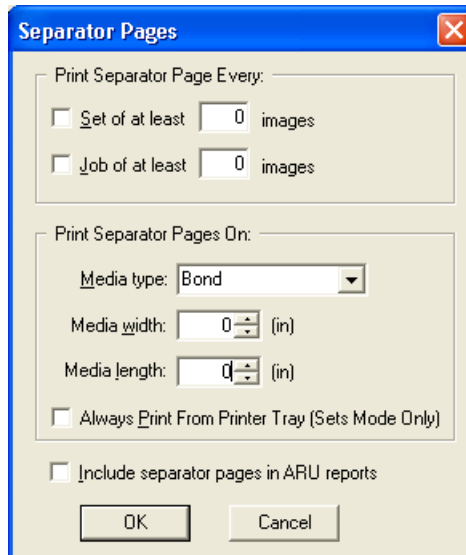 Separator Pages
Print Separator Page Every:
Set of at least 0 images
Job of at least 0 images
Print Separator Pages On:
Media type: Bond
Media width: 0 (in)
Media length: 0 (in)
Always Print From Printer Tray (Sets Mode Only)
Include separator pages in ARU reports
OK Cancel